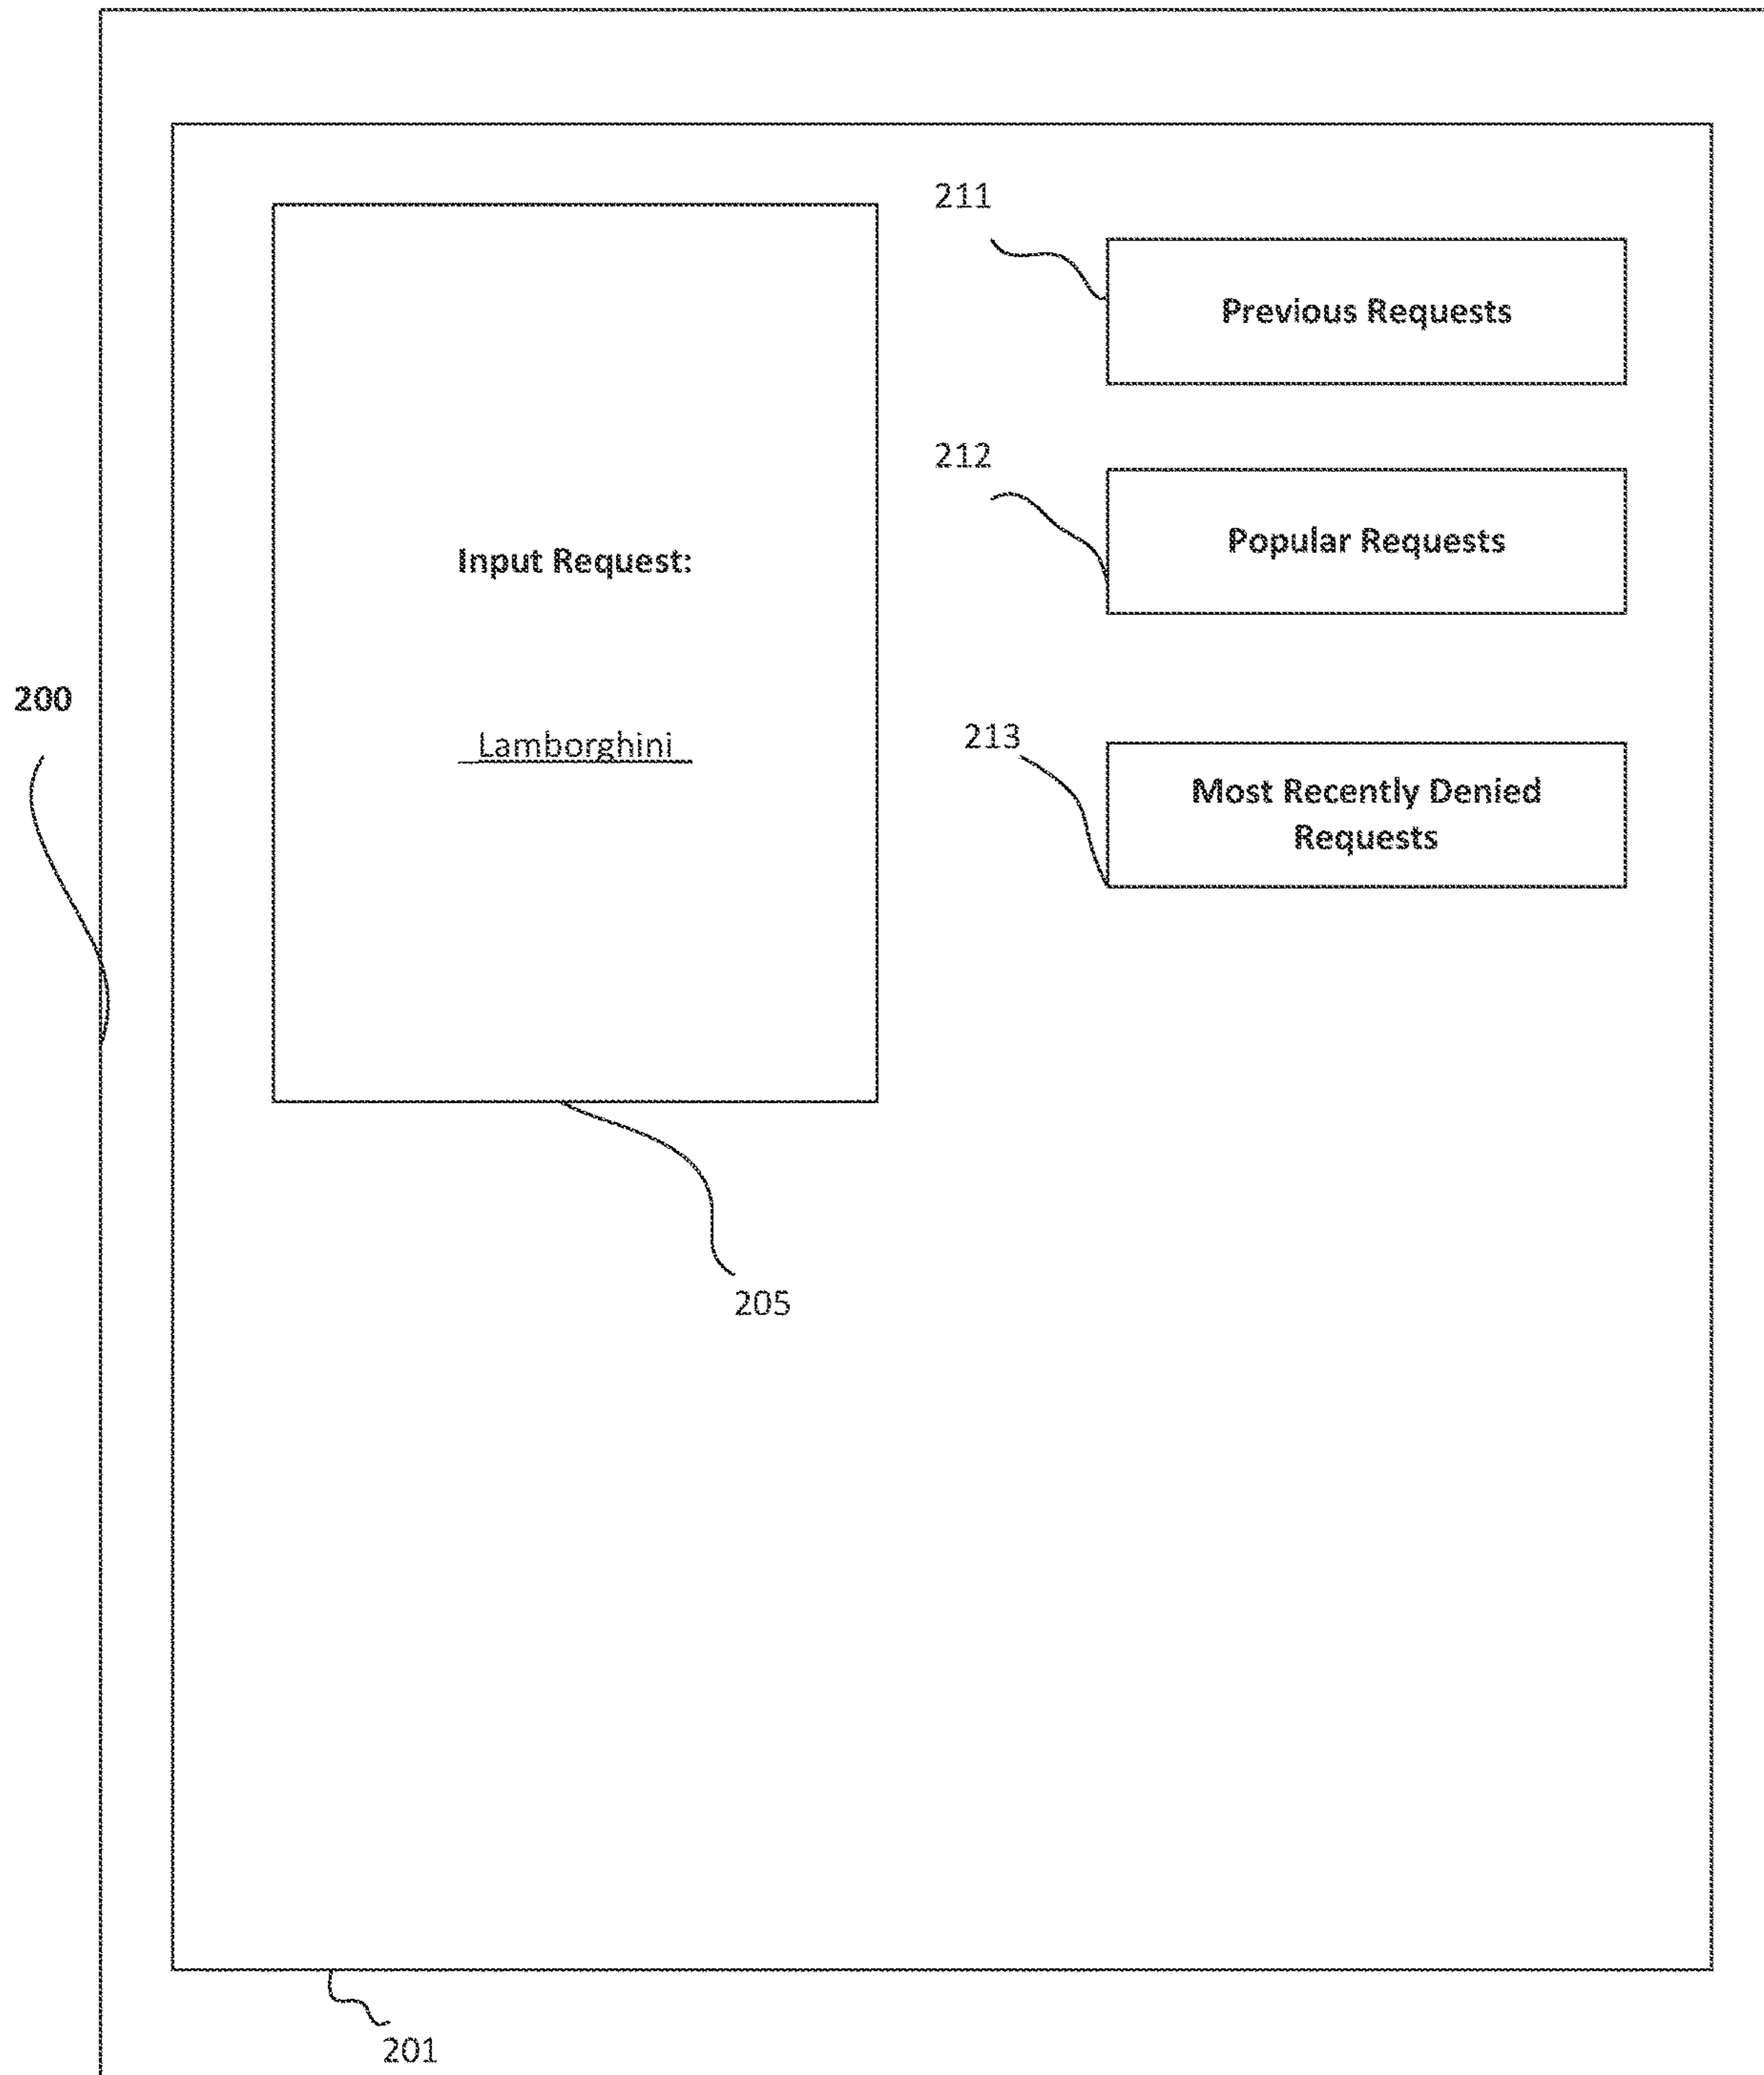 211
Previous Requests
212
Popular Requests
Input Request:
200
Lamborghini
213
Most Recently Denied
Requests
205
201